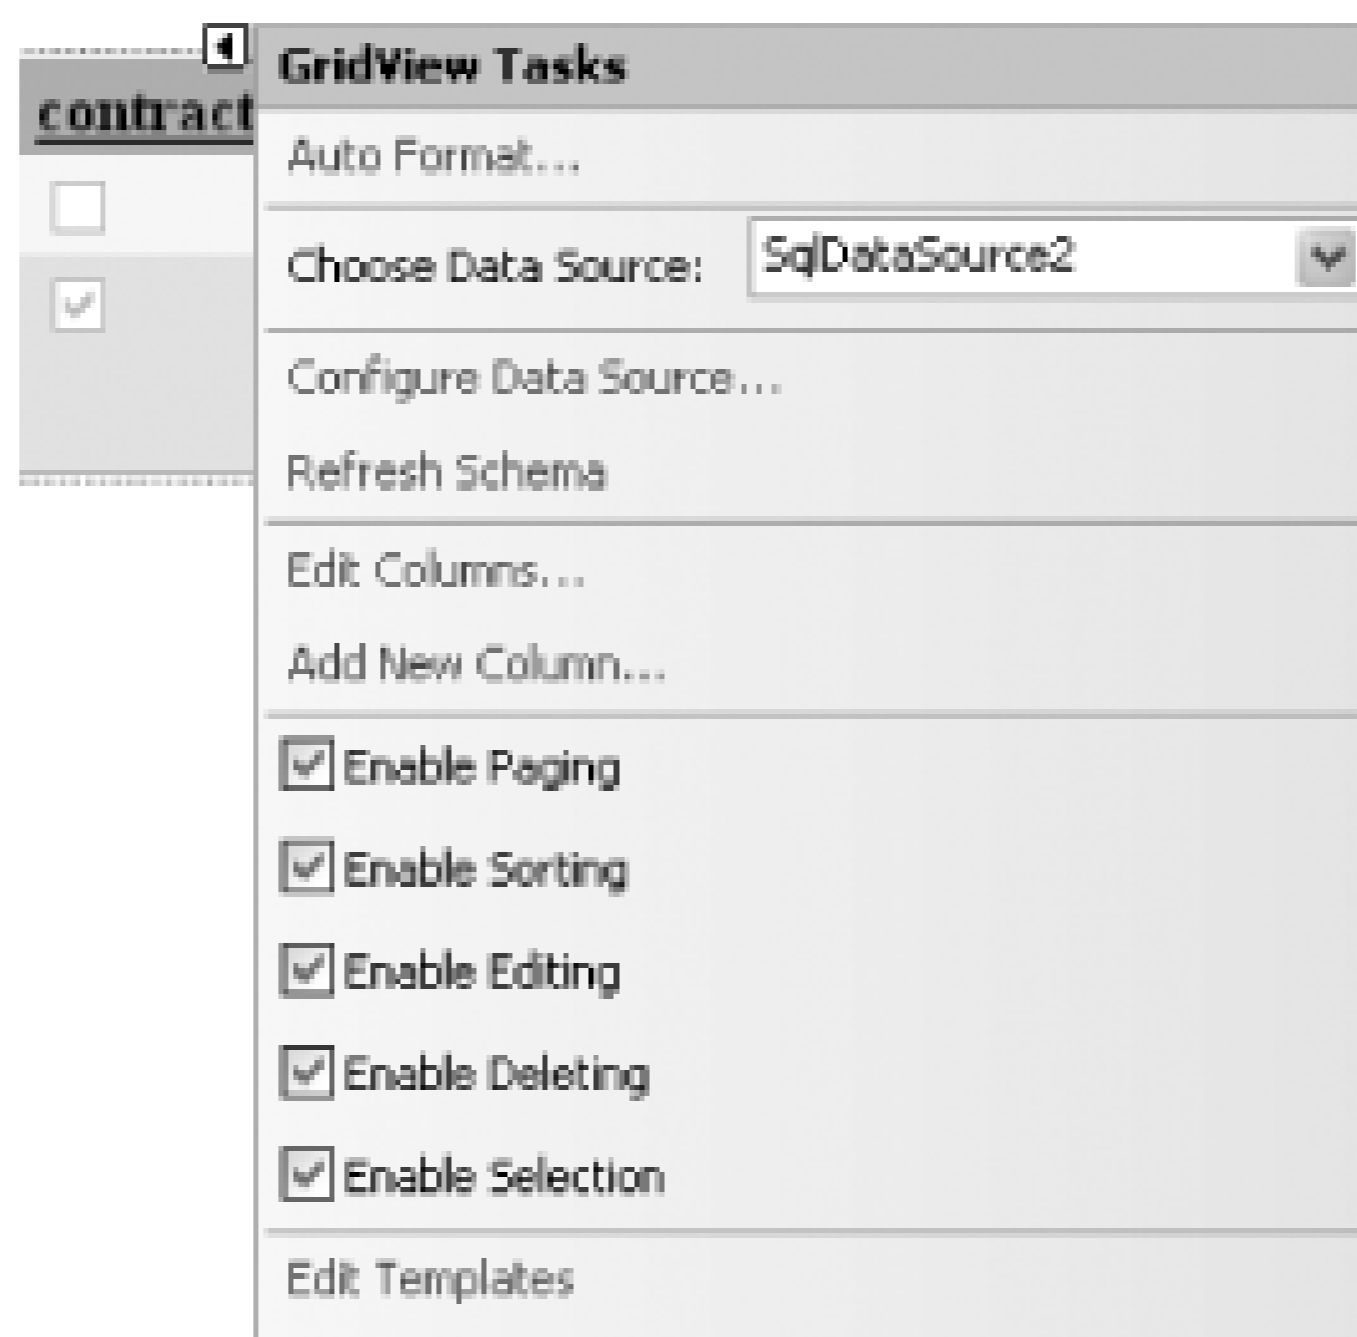 contract
GridView Tasks
Auto Format...
Choose Data Source: SqlDataSource2
Configure Data Source...
Refresh Schema
Edit Columns...
Add New Column...
Enable Paging
Enable Sorting
Enable Editing
Enable Deleting
Enable Selection
Edit Templates